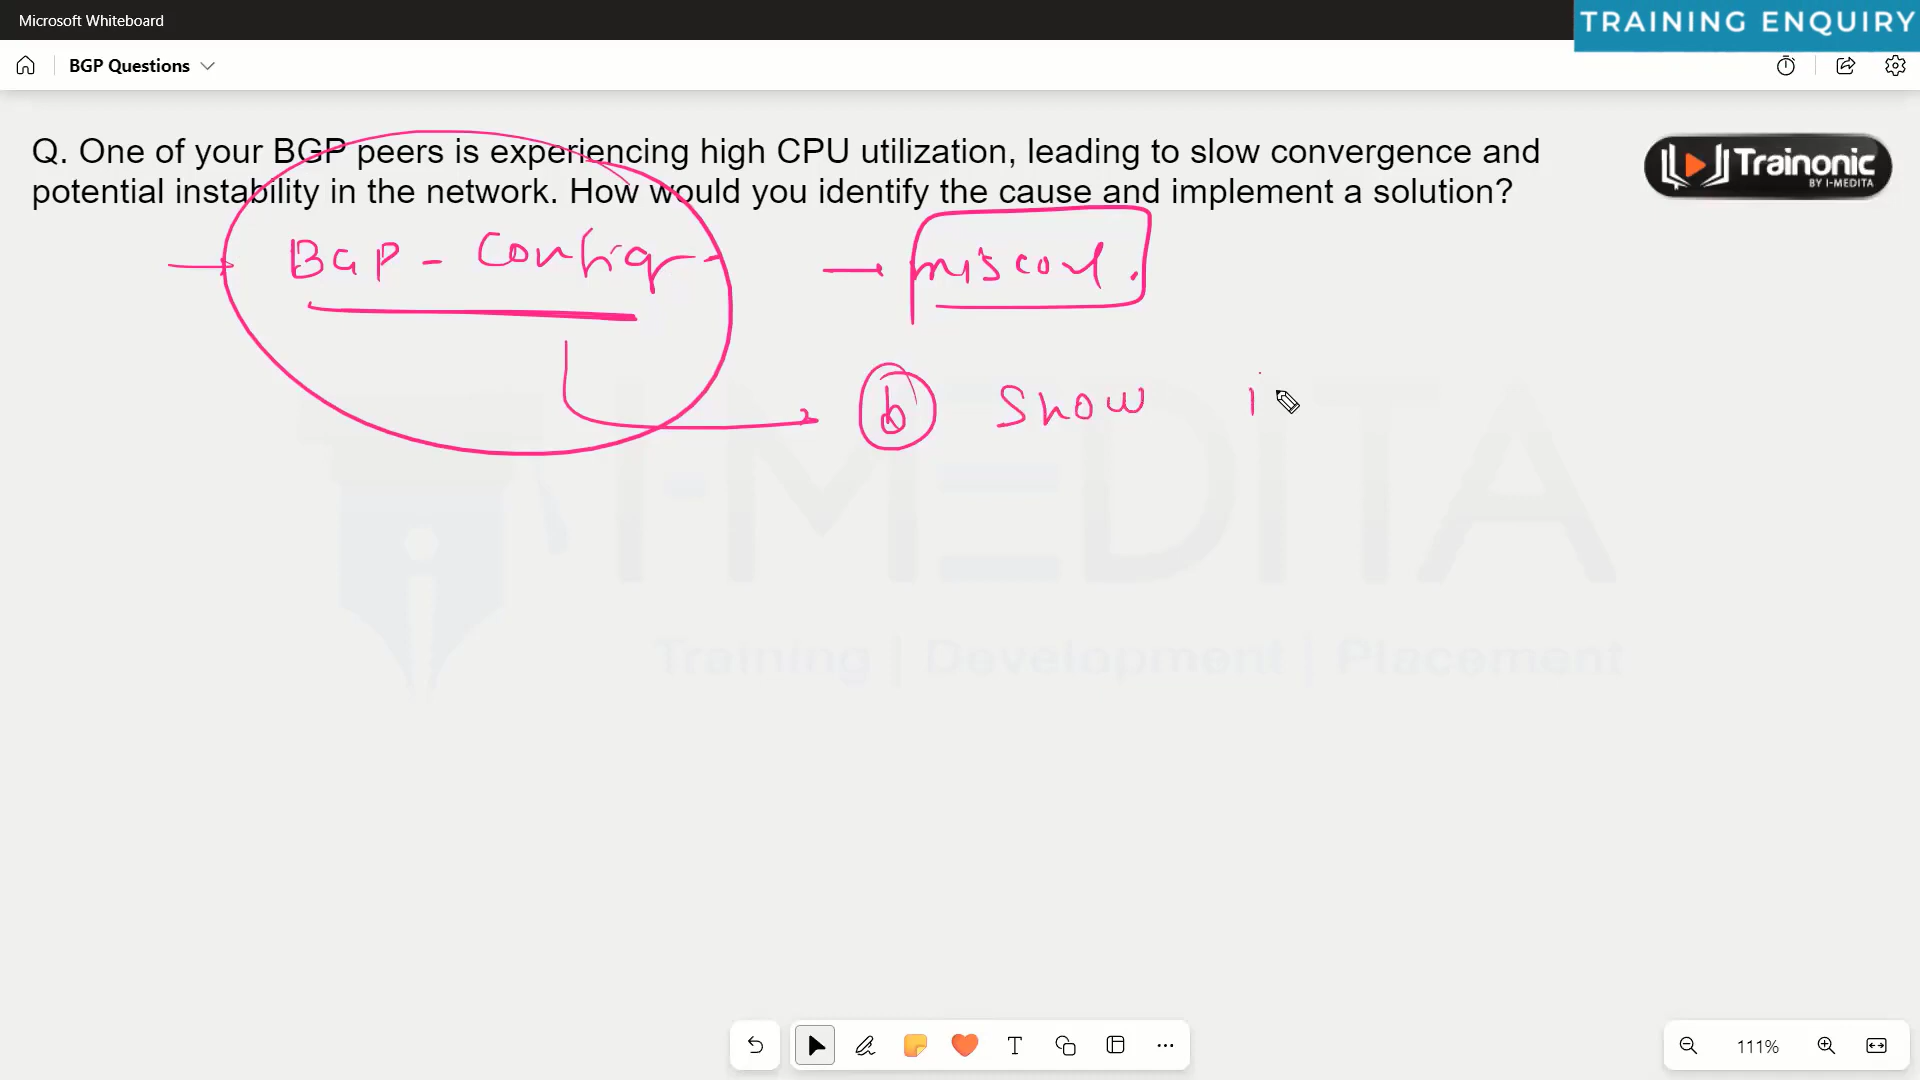 Microsoft Whiteboard
TRAINING ENQUIRY
BGP Questions
Q. One of your BGP peers is experiencing high CPU utilization, leading to slow convergence and
potential instability in the network. How would you identify the cause and implement a solution?
Trainonic
BY I-MEDITA
BGP - Config
b Show i
I-MEDITA
Training | Development | Placement
111%